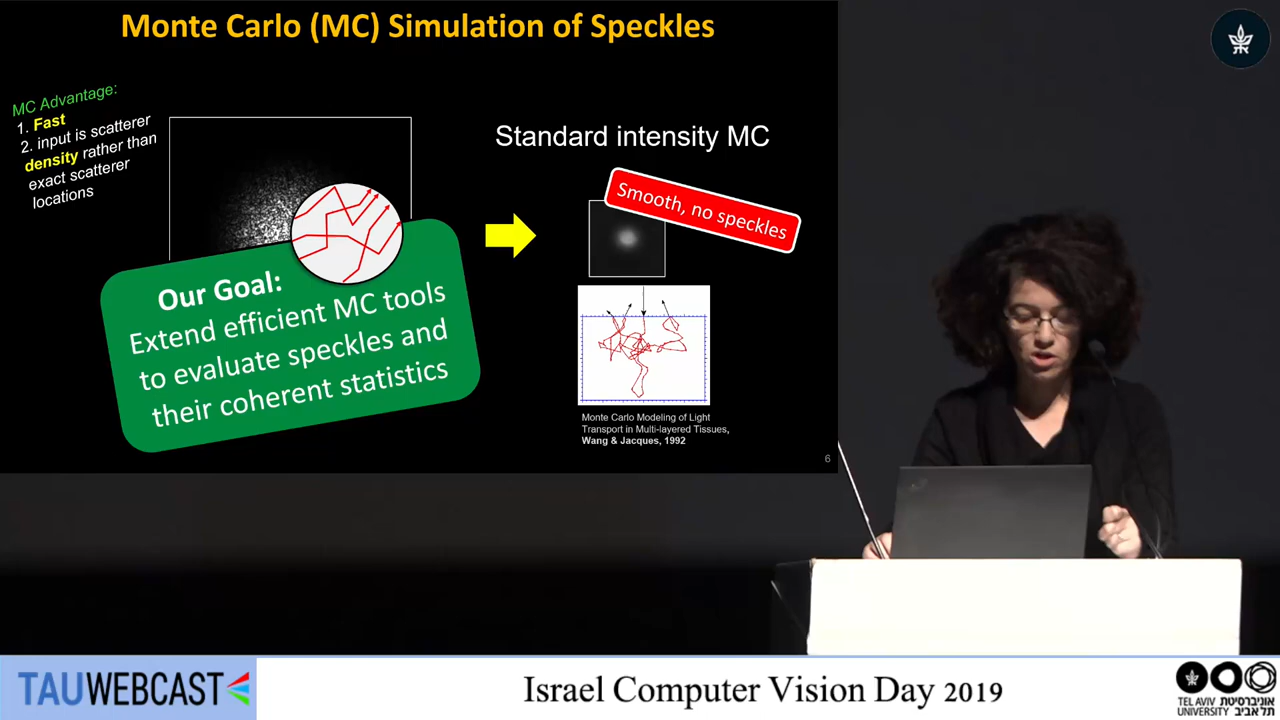 Monte Carlo (MC) Simulation of Speckles
MC Advantage:
1. Fast
2. input is scatterer
density rather than
exact scatterer
locations
Standard intensity MC
Smooth, no speckles
Our Goal:
Extend efficient MC tools
to evaluate speckles and
their coherent statistics
Monte Carlo Modeling of Light
Transport in Multi-layered Tissues,
Wang & Jacques, 1992
6
TAUWEBCAST
Israel Computer Vision Day 2019
TEL AVIV אוניברסיטת
UNIVERSITY תל אביב